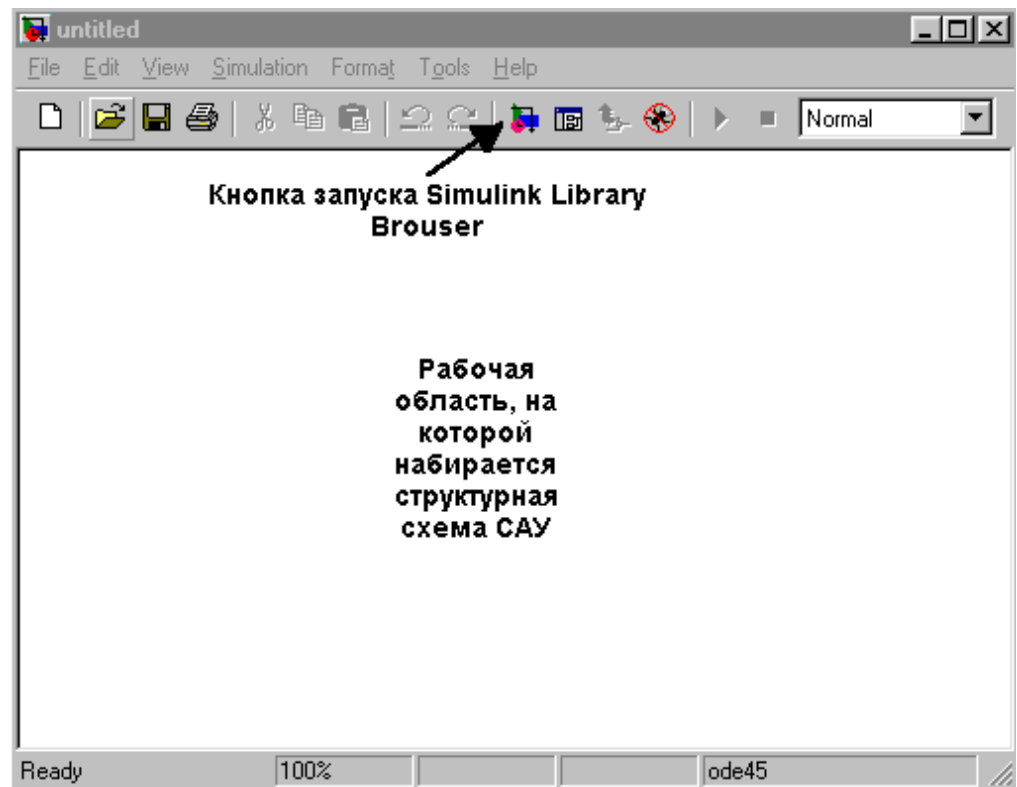 untitled
File Edit View Simulation Format Tools Help
Normal
Кнопка запуска Simulink Library
Brouser
Рабочая
область, на
которой
набирается
структурная
схема САУ
Ready 100% ode45